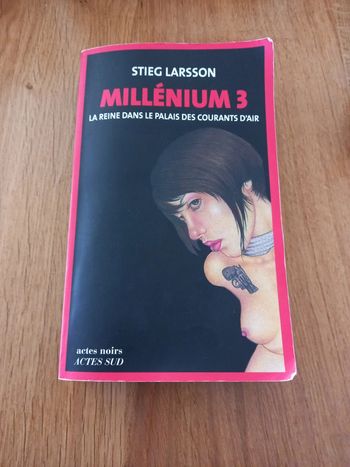 STIEG LARSSON
MILLÉNIUM 3
LA REINE DANS LE PALAIS DES COURANTS D'AIR
actes noirs
ACTES SUD